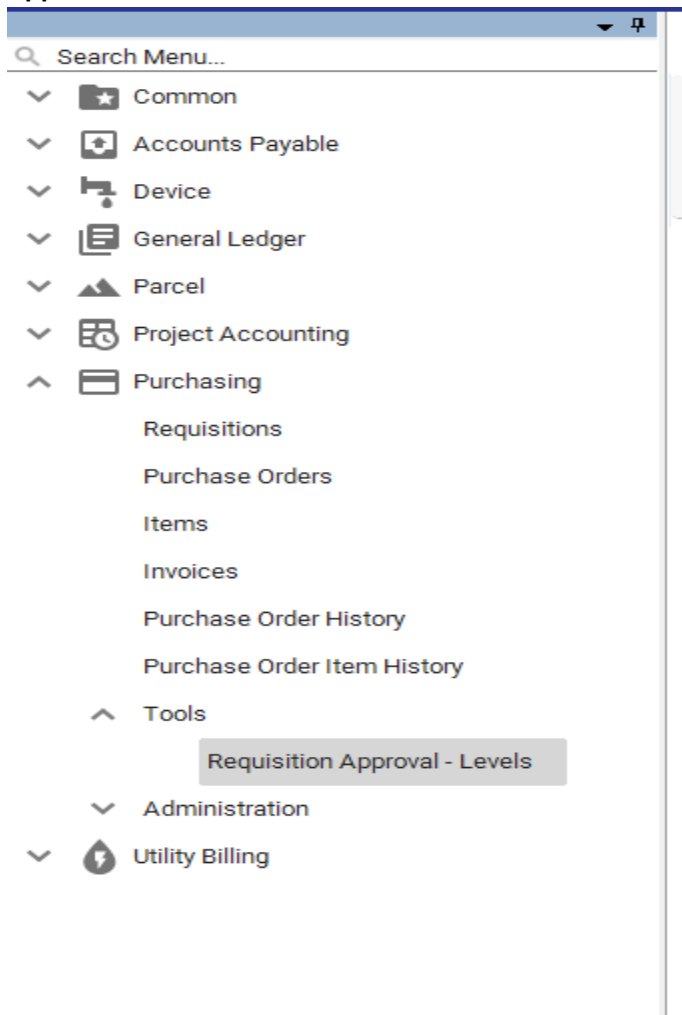 Search Menu...
Common
Accounts Payable
Device
General Ledger
Parcel
Project Accounting
Purchasing
Requisitions
Purchase Orders
Items
Invoices
Purchase Order History
Purchase Order Item History
Tools
Requisition Approval - Levels
Administration
Utility Billing